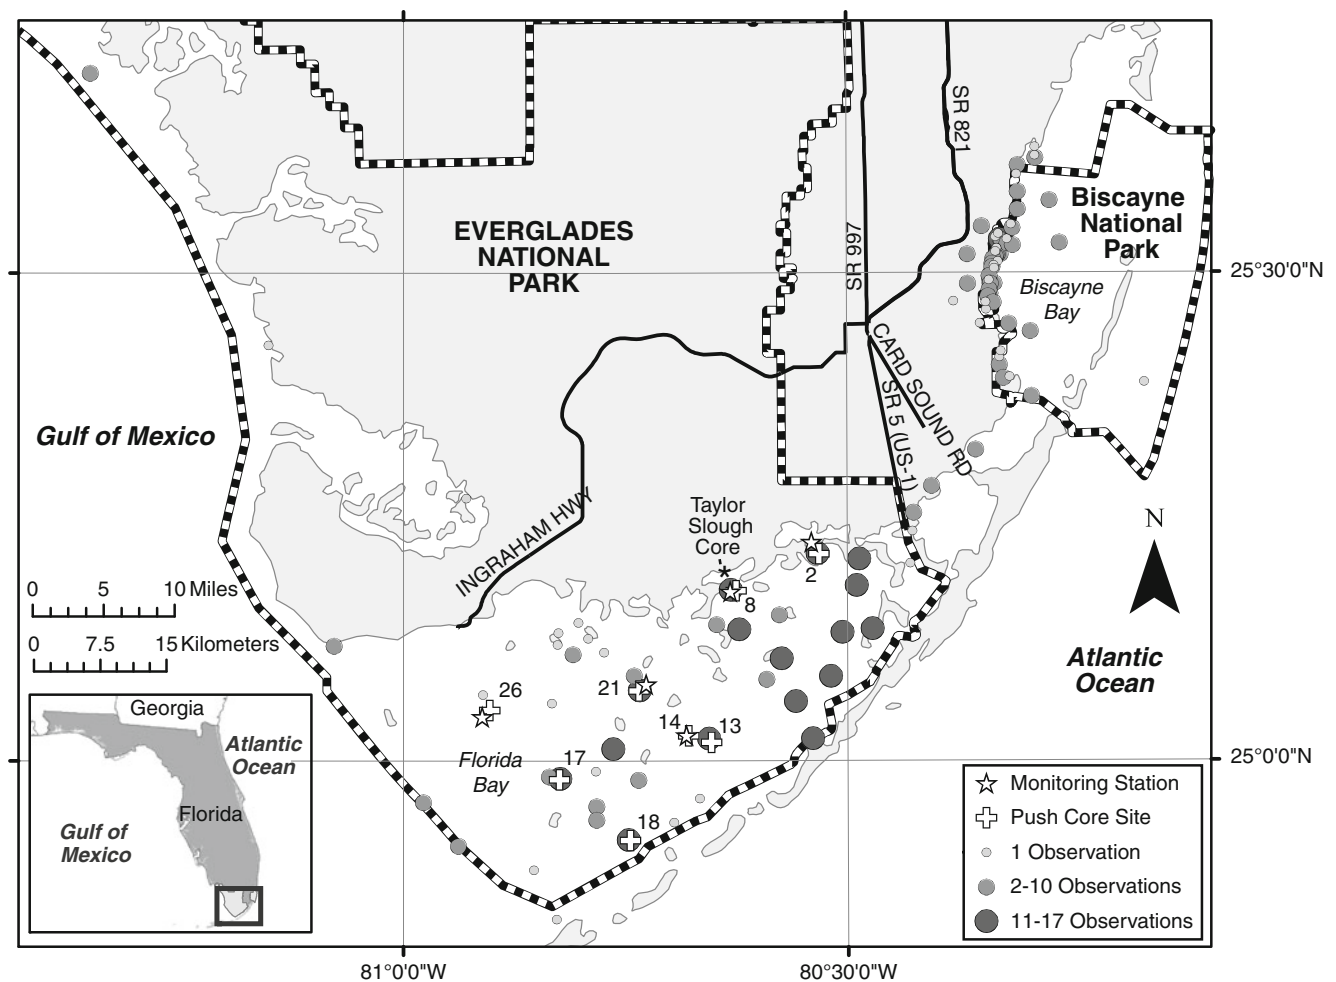 SR 821
Biscayne
National
Park
EVERGLADES
NATIONAL
PARK
SR 997
25°30'0"N
Biscayne
Bay
CARD SOUND RD
SR 5 (US-1)
Gulf of Mexico
INGRAHAM HWY
Taylor
Slough
Core
*
N
2
8
0 5 10 Miles
0 7.5 15 Kilometers
Atlantic
Ocean
26
21
14
13
17
18
Florida
Bay
25°0'0"N
Georgia
Atlantic
Ocean
Florida
Gulf of
Mexico
Monitoring Station
Push Core Site
1 Observation
2-10 Observations
11-17 Observations
81°0'0"W
80°30'0"W